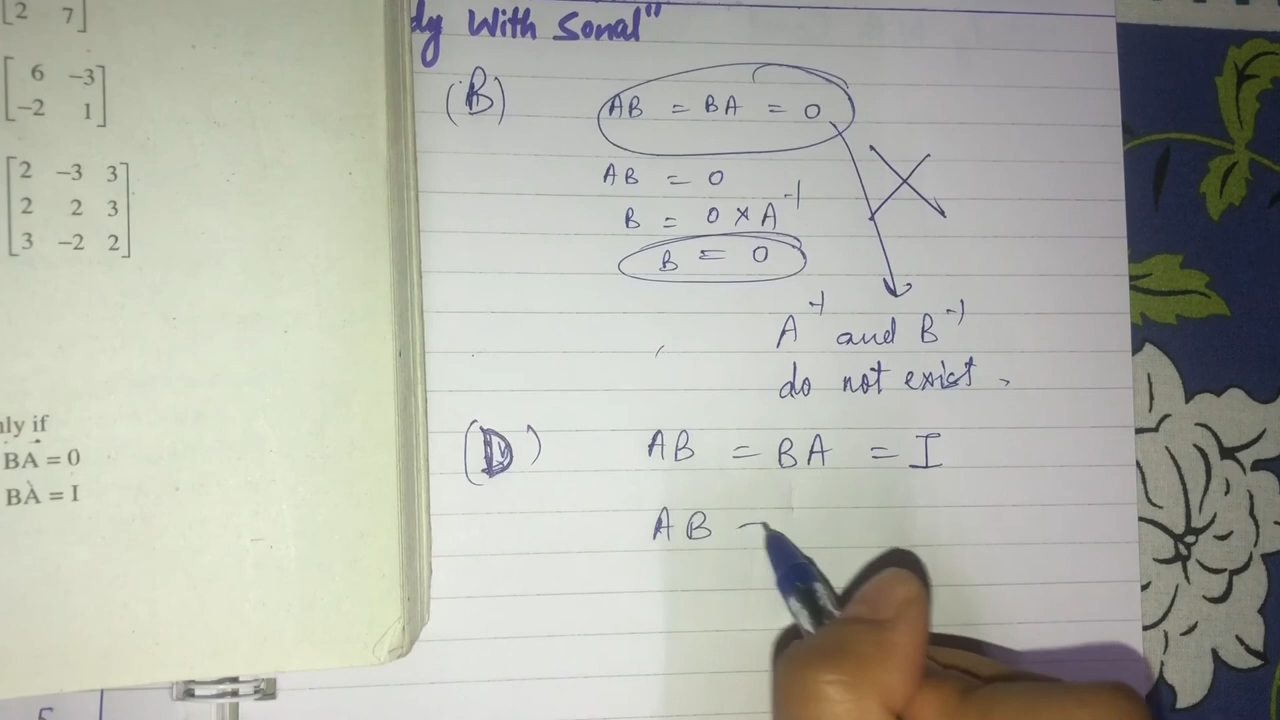 [2 7]
[6 -3]
[-2 1]
[2 -3 3]
[2 2 3]
[3 -2 2]
nly if
BA = 0
BA = I
dy With Sonal"
(B) AB = BA = 0
AB = 0
B = 0 × A⁻¹
B = 0
A⁻¹ and B⁻¹
do not exist.
(D) AB = BA = I
AB